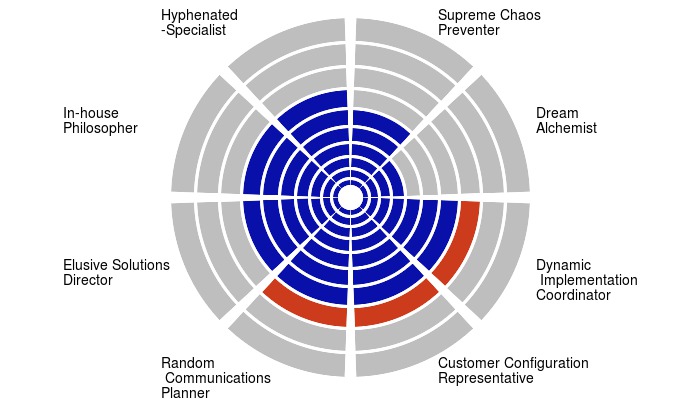 Hyphenated
-Specialist
Supreme Chaos
Preventer
In-house
Philosopher
Dream
Alchemist
Elusive Solutions
Director
Dynamic
Implementation
Coordinator
Random
Communications
Planner
Customer Configuration
Representative